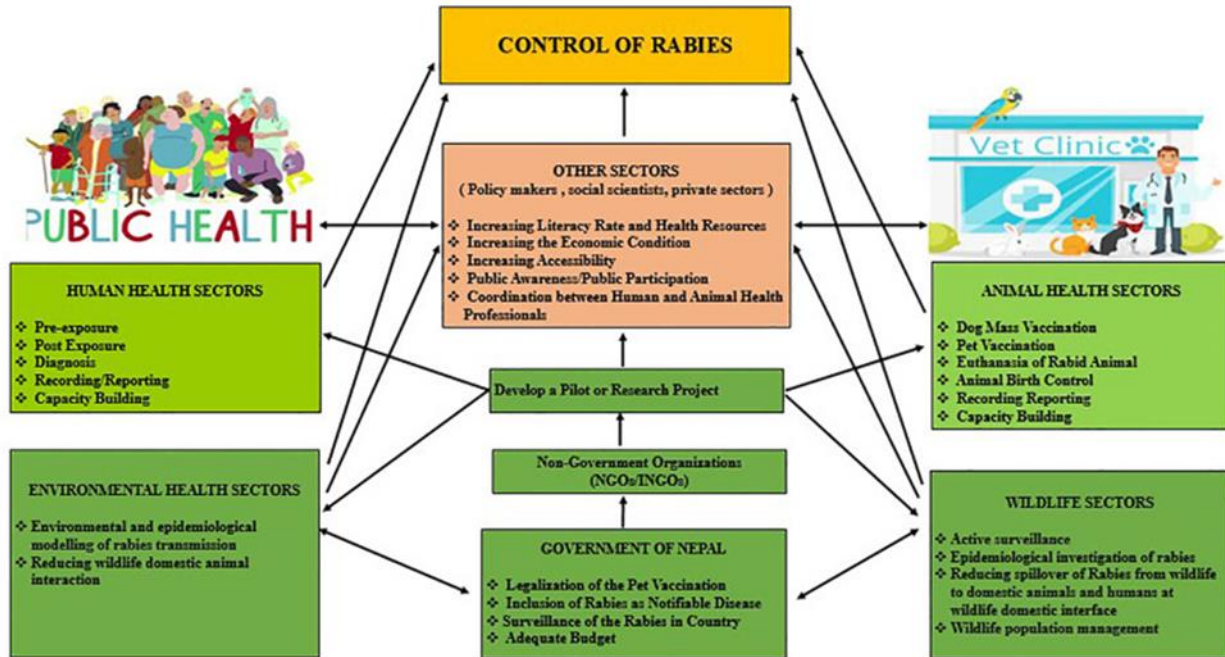 CONTROL OF RABIES
PUBLIC HEALTH
Vet Clinic
OTHER SECTORS
( Policy makers , social scientists, private sectors )
❖ Increasing Literacy Rate and Health Resources
❖ Increasing the Economic Condition
❖ Increasing Accessibility
❖ Public Awareness/Public Participation
❖ Coordination between Human and Animal Health
Professionals
HUMAN HEALTH SECTORS
❖ Pre-exposure
❖ Post Exposure
❖ Diagnosis
❖ Recording/Reporting
❖ Capacity Building
ANIMAL HEALTH SECTORS
❖ Dog Mass Vaccination
❖ Pet Vaccination
❖ Euthanasia of Rabid Animal
❖ Animal Birth Control
❖ Recording Reporting
❖ Capacity Building
Develop a Pilot or Research Project
Non-Government Organizations
(NGOs/INGOs)
ENVIRONMENTAL HEALTH SECTORS
❖ Environmental and epidemiological
modelling of rabies transmission
❖ Reducing wildlife domestic animal
interaction
GOVERNMENT OF NEPAL
❖ Legalization of the Pet Vaccination
❖ Inclusion of Rabies as Notifiable Disease
❖ Surveillance of the Rabies in Country
❖ Adequate Budget
WILDLIFE SECTORS
❖ Active surveillance
❖ Epidemiological investigation of rabies
❖ Reducing spillover of Rabies from wildlife
to domestic animals and humans at
wildlife domestic interface
❖ Wildlife population management